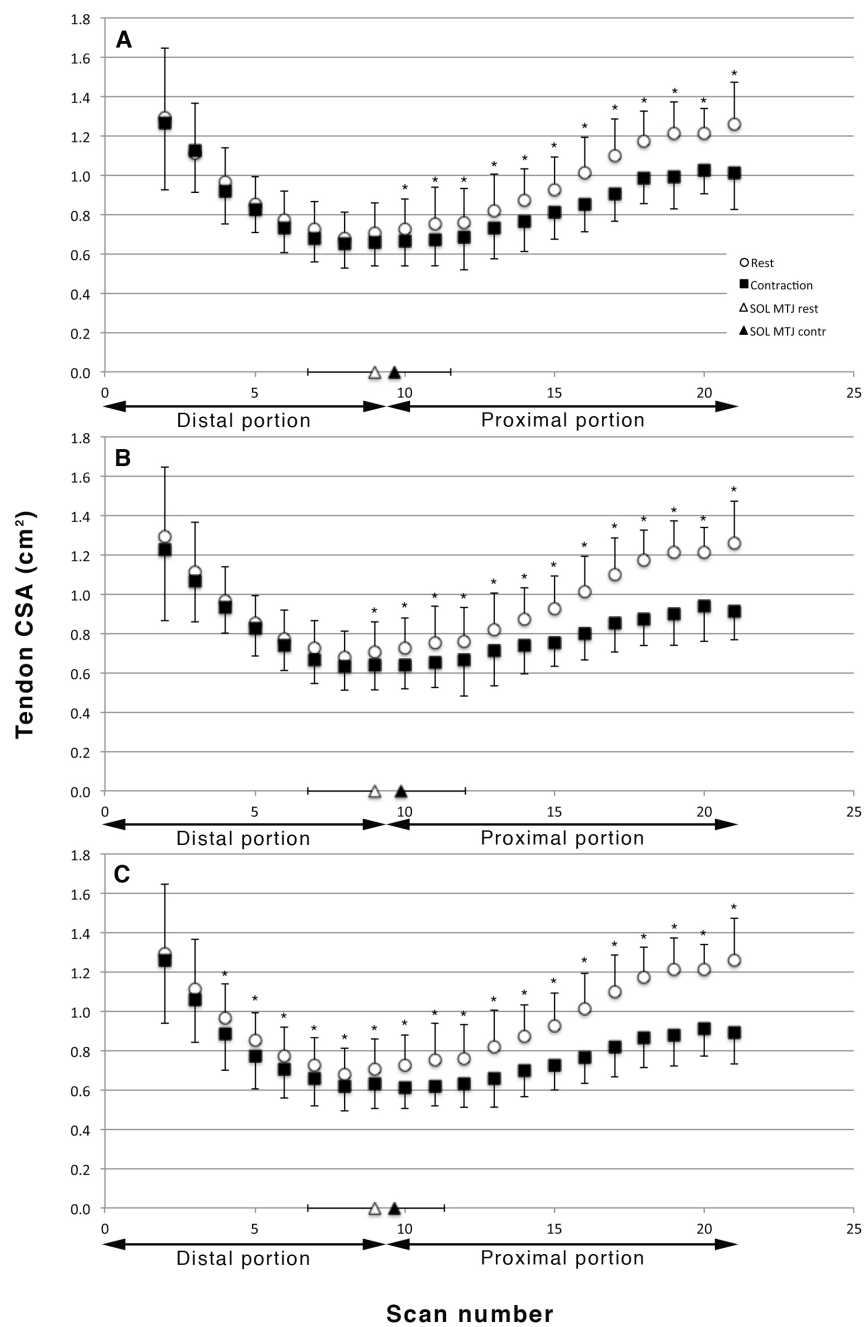 A
1.8
1.6
1.4
1.2
1.0
0.8
0.6
0.4
0.2
0.0
* * * * * * * * * * * *
Rest
Contraction
SOL MTJ rest
SOL MTJ contr
0 5 10 15 20 25
Distal portion Proximal portion
B
1.8
1.6
1.4
1.2
1.0
0.8
0.6
0.4
0.2
0.0
* * * * * * * * * * * * *
0 5 10 15 20 25
Distal portion Proximal portion
Tendon CSA (cm²)
C
1.8
1.6
1.4
1.2
1.0
0.8
0.6
0.4
0.2
0.0
* * * * * * * * * * * * * * * * * *
0 5 10 15 20 25
Distal portion Proximal portion
Scan number